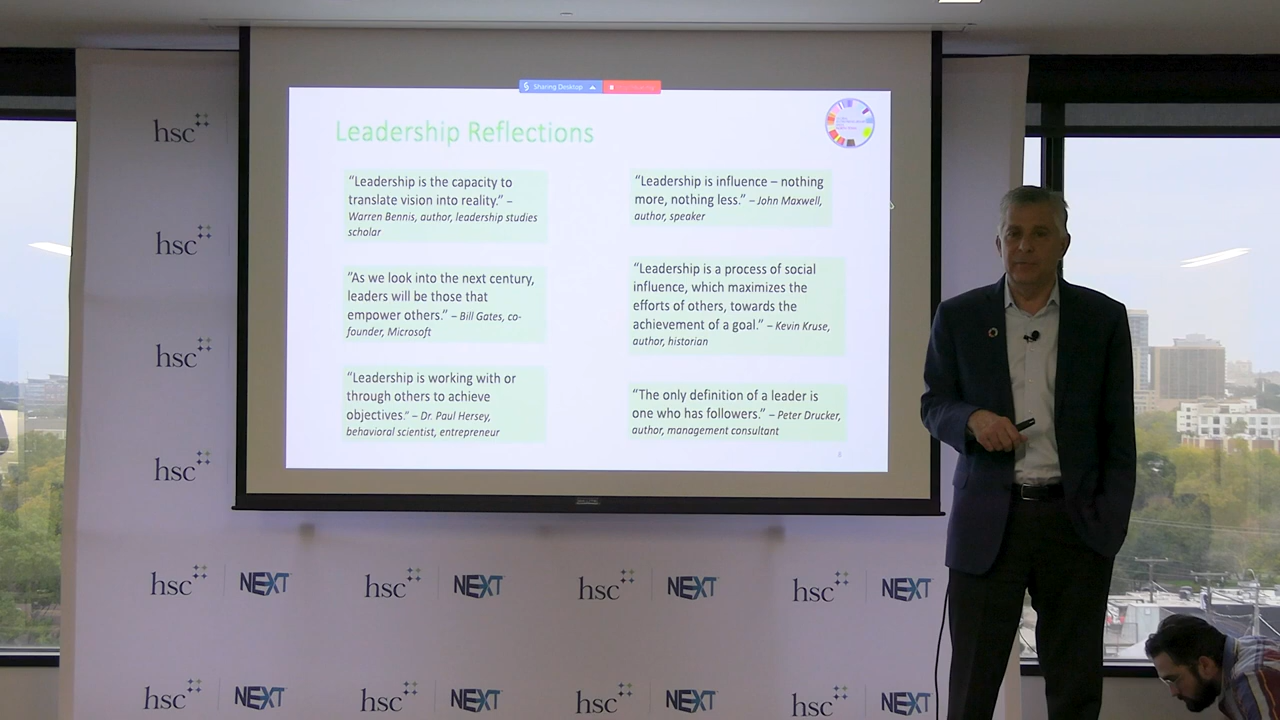 Sharing Desktop
Leadership Reflections
“Leadership is the capacity to
translate vision into reality.” –
Warren Bennis, author, leadership studies
scholar
“As we look into the next century,
leaders will be those that
empower others.” – Bill Gates, co-
founder, Microsoft
“Leadership is working with or
through others to achieve
objectives.” – Dr. Paul Hersey,
behavioral scientist, entrepreneur
“Leadership is influence – nothing
more, nothing less.” – John Maxwell,
author, speaker
“Leadership is a process of social
influence, which maximizes the
efforts of others, towards the
achievement of a goal.” – Kevin Kruse,
author, historian
“The only definition of a leader is
one who has followers.” – Peter Drucker,
author, management consultant
hsc
hsc
hsc
hsc
hsc NEXT hsc NEXT hsc NEXT hsc NEXT
hsc NEXT hsc NEXT hsc NEXT hsc NEXT